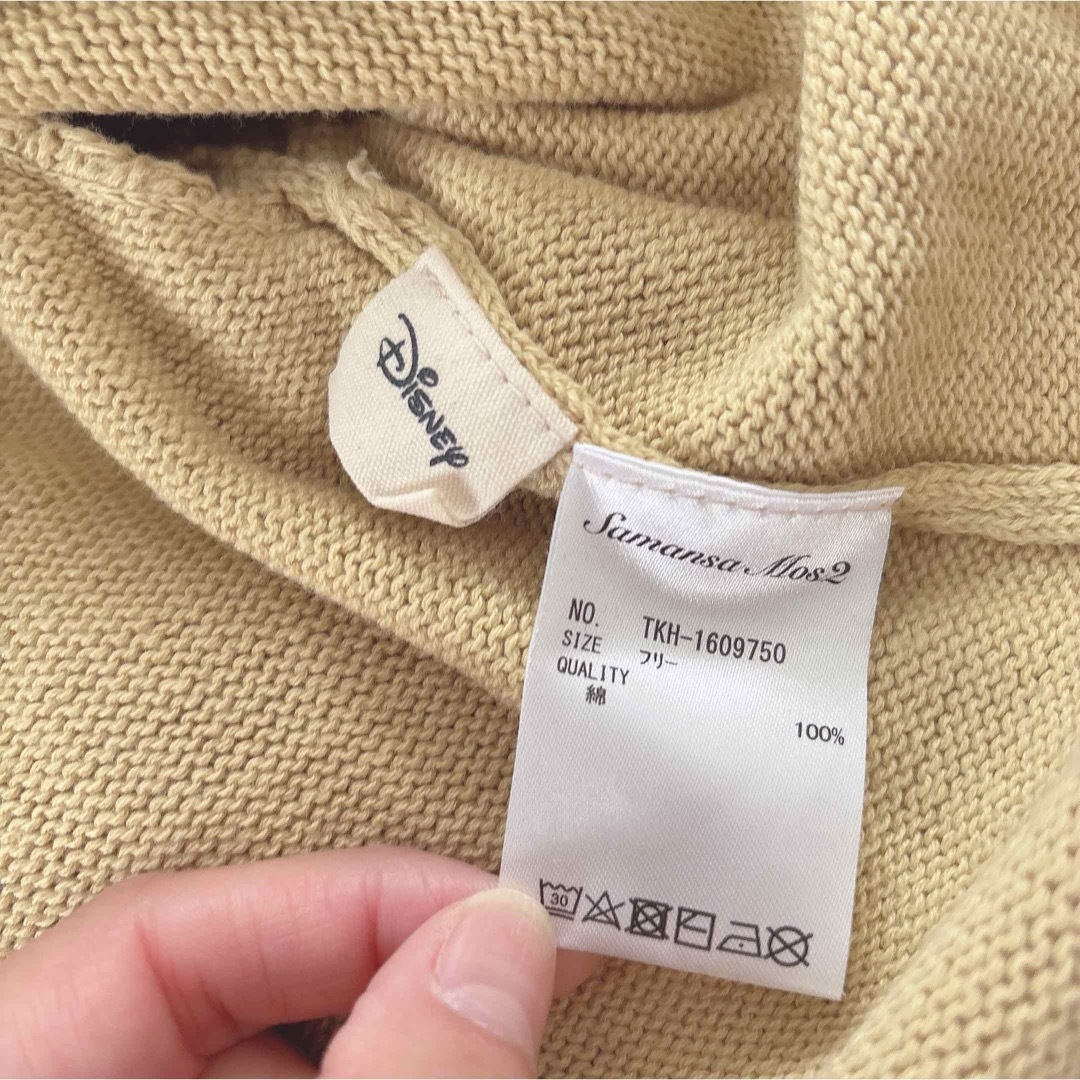 Disney
Samansa Mos2
NO. TKH-1609750
SIZE フリー
QUALITY
綿 100%
30